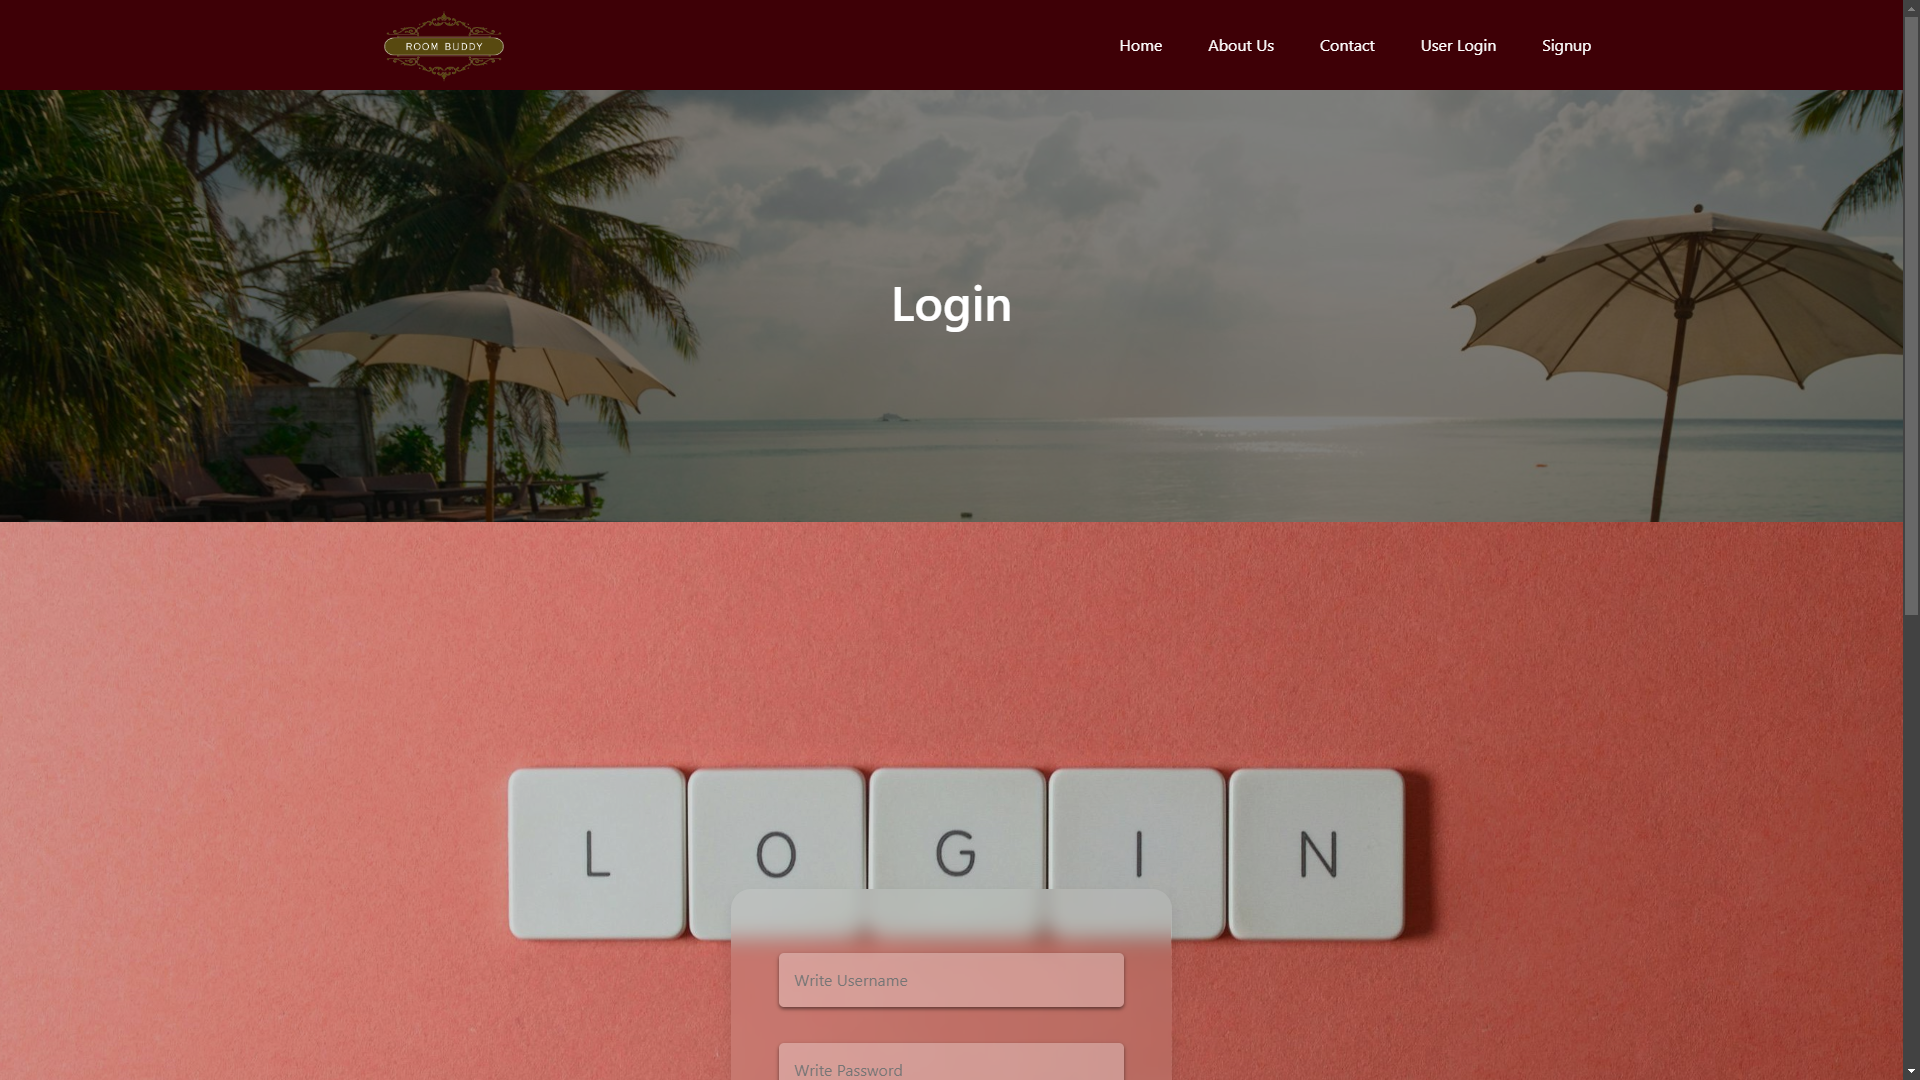 ROOM BUDDY
Home About Us Contact User Login Signup
Login
L O G I N
Write Username
Write Password